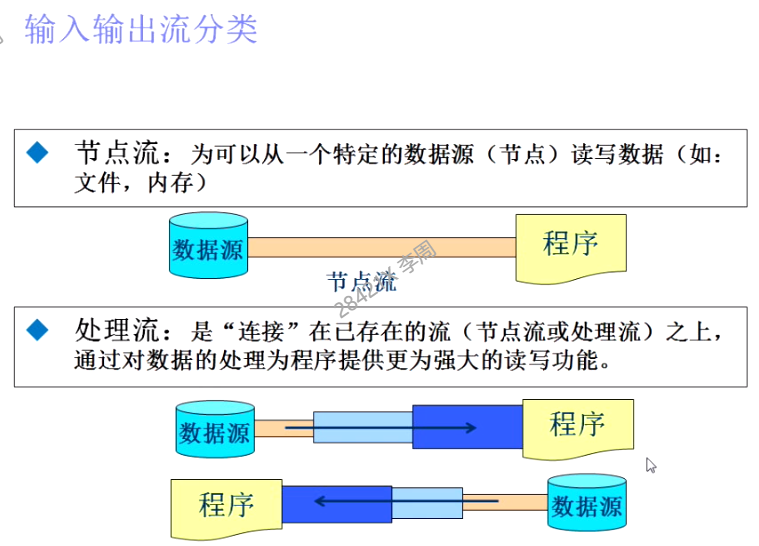 输入输出流分类
节点流：为可以从一个特定的数据源（节点）读写数据（如：
文件，内存）
数据源
程序
节点流
处理流：是“连接”在已存在的流（节点流或处理流）之上，
通过对数据的处理为程序提供更为强大的读写功能。
数据源
程序
程序
数据源
李周